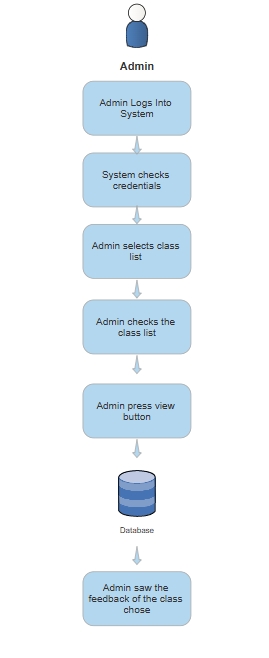 Admin
Admin Logs Into
System
System checks
credentials
Admin selects class
list
Admin checks the
class list
Admin press view
button
Database
Admin saw the
feedback of the class
chose